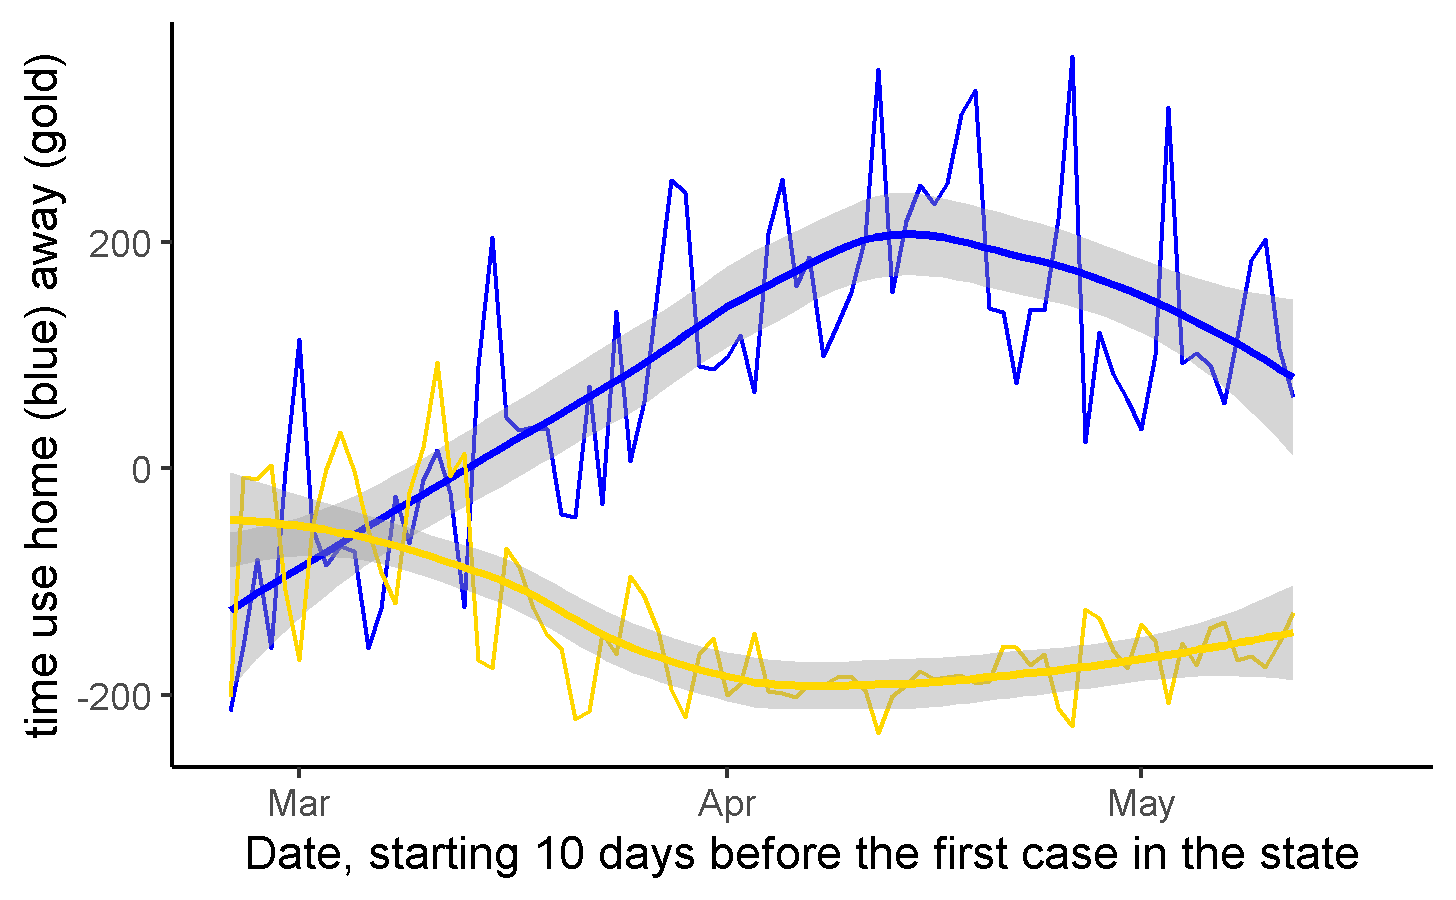 time use home (blue) away (gold)
200
0
-200
Mar
Apr
May
Date, starting 10 days before the first case in the state